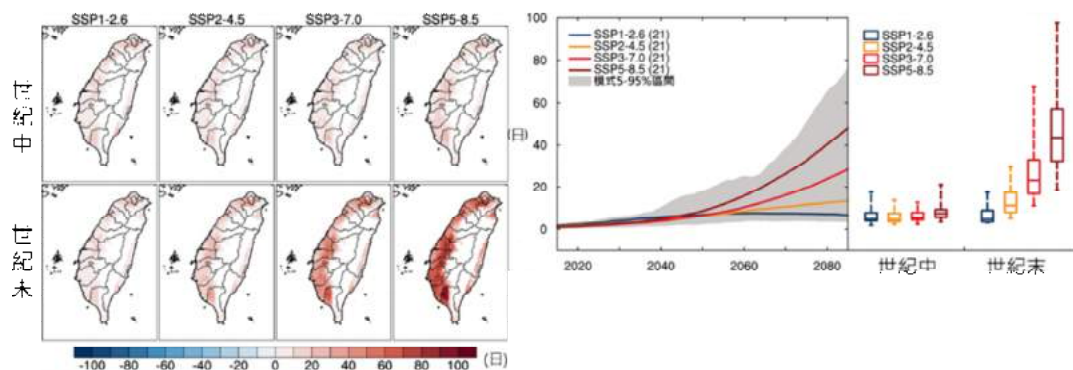 SSP1-2.6 SSP2-4.5 SSP3-7.0 SSP5-8.5
世紀中
世紀末
-100 -80 -60 -40 -20 0 20 40 60 80 100 (日)
100
80
60
40
20
0
(日)
SSP1-2.6 (21)
SSP2-4.5 (21)
SSP3-7.0 (21)
SSP5-8.5 (21)
模式5-95%區間
2020 2040 2060 2080
SSP1-2.6
SSP2-4.5
SSP3-7.0
SSP5-8.5
世紀中 世紀末